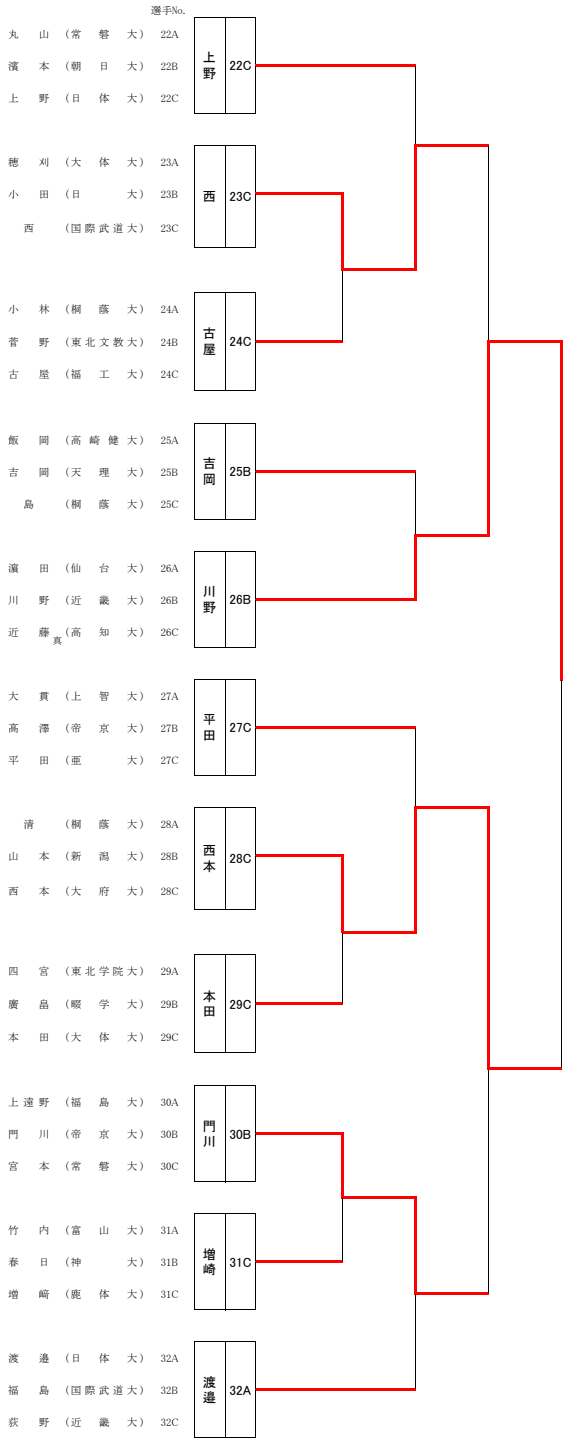 選手No.
丸山 (常磐大) 22A
濱本 (朝日大) 22B
上野 (日体大) 22C
上野 22C
穂刈 (大体大) 23A
小田 (日大) 23B
西 (国際武道大) 23C
西 23C
小林 (桐蔭大) 24A
菅野 (東北文教大) 24B
古屋 (福工大) 24C
古屋 24C
飯岡 (高崎健大) 25A
吉岡 (天理大) 25B
島 (桐蔭大) 25C
吉岡 25B
濵田 (仙台大) 26A
川野 (近畿大) 26B
近藤真 (高知大) 26C
川野 26B
大貫 (上智大) 27A
髙澤 (帝京大) 27B
平田 (亜大) 27C
平田 27C
清 (桐蔭大) 28A
山本 (新潟大) 28B
西本 (大府大) 28C
西本 28C
四宮 (東北学院大) 29A
廣畠 (畷学大) 29B
本田 (大体大) 29C
本田 29C
上遠野 (福島大) 30A
門川 (帝京大) 30B
宮本 (常磐大) 30C
門川 30B
竹内 (富山大) 31A
春日 (神大) 31B
増﨑 (鹿体大) 31C
増崎 31C
渡邉 (日体大) 32A
福島 (国際武道大) 32B
荻野 (近畿大) 32C
渡邉 32A